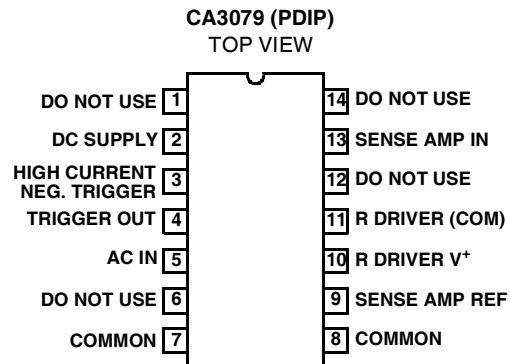 CA3079 (PDIP)
TOP VIEW
DO NOT USE 1
14 DO NOT USE
DC SUPPLY 2
13 SENSE AMP IN
HIGH CURRENT
NEG. TRIGGER 3
12 DO NOT USE
TRIGGER OUT 4
11 R DRIVER (COM)
AC IN 5
10 R DRIVER V+
DO NOT USE 6
9 SENSE AMP REF
COMMON 7
8 COMMON